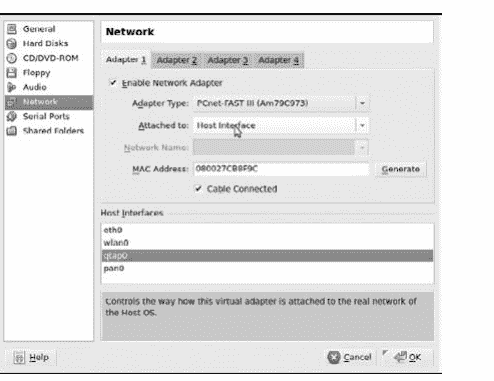 General
Hard Disks
CD/DVD-ROM
Floppy
Audio
Network
Serial Ports
Shared Folders
Network
Adapter 1 Adapter 2 Adapter 3 Adapter 4
Enable Network Adapter
Adapter Type: PCnet-FAST III (Am79C973)
Attached to: Host Interface
Network Name:
MAC Address: 080027CB8F9C Generate
Cable Connected
Host Interfaces
eth0
wlan0
qtap0
pan0
Controls the way how this virtual adapter is attached to the real network of
the Host OS.
Help Cancel OK